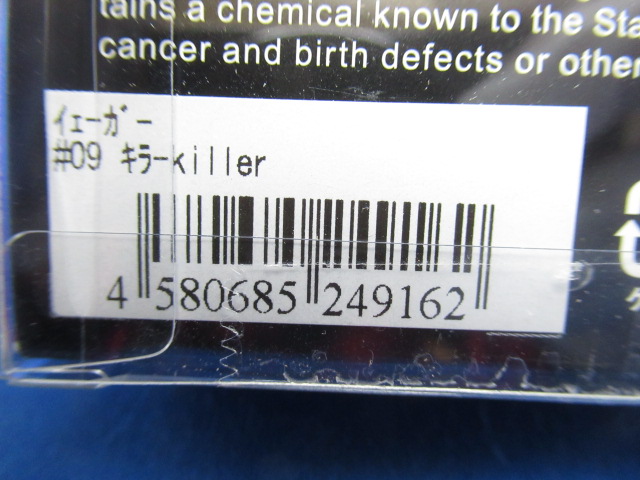 tains a chemical known to the Sta
cancer and birth defects or other
ｲｪｰｶﾞｰ
#09 ｷﾗｰkiller
4 580685 249162